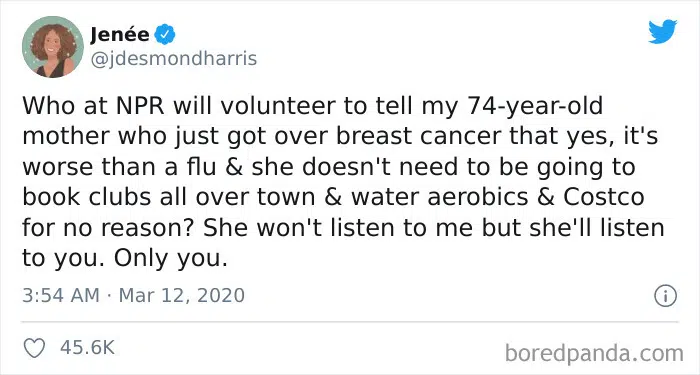 Jenée
@jdesmondharris
Who at NPR will volunteer to tell my 74-year-old
mother who just got over breast cancer that yes, it's
worse than a flu & she doesn't need to be going to
book clubs all over town & water aerobics & Costco
for no reason? She won't listen to me but she'll listen
to you. Only you.
3:54 AM · Mar 12, 2020
45.6K
boredpanda.com